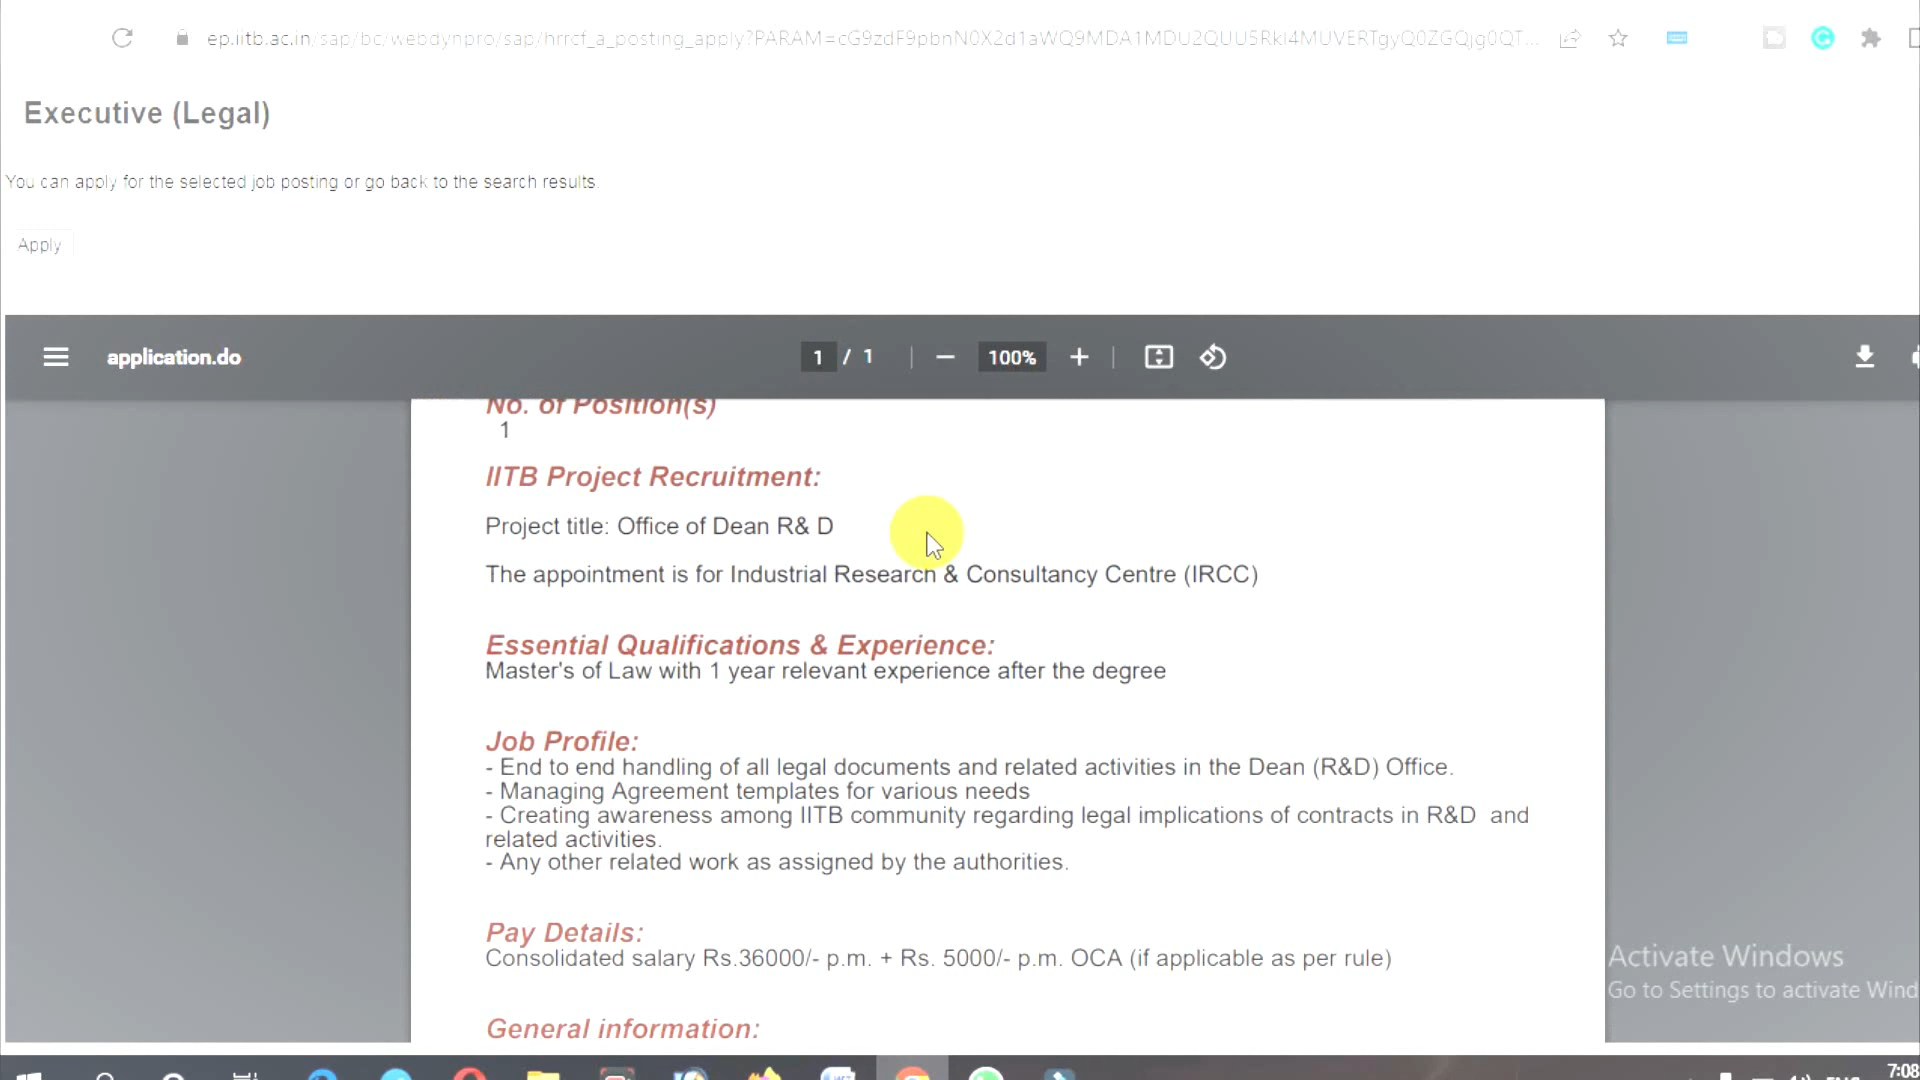 ep.iitb.ac.in/sap/bc/webdynpro/sap/hrrcf_a_posting_apply?PARAM=cG9zdF9pbnN0X2d1aWQ9MDA1MDU2QUU5RkI4MUVERTgyQ0ZGQjg0QT...
Executive (Legal)
You can apply for the selected job posting or go back to the search results.
Apply
application.do
1 / 1
100%
No. of Position(s)
1
IITB Project Recruitment:
Project title: Office of Dean R& D
The appointment is for Industrial Research & Consultancy Centre (IRCC)
Essential Qualifications & Experience:
Master's of Law with 1 year relevant experience after the degree
Job Profile:
- End to end handling of all legal documents and related activities in the Dean (R&D) Office.
- Managing Agreement templates for various needs
- Creating awareness among IITB community regarding legal implications of contracts in R&D and
related activities.
- Any other related work as assigned by the authorities.
Pay Details:
Consolidated salary Rs.36000/- p.m. + Rs. 5000/- p.m. OCA (if applicable as per rule)
General information:
Activate Windows
Go to Settings to activate Wind
7:08